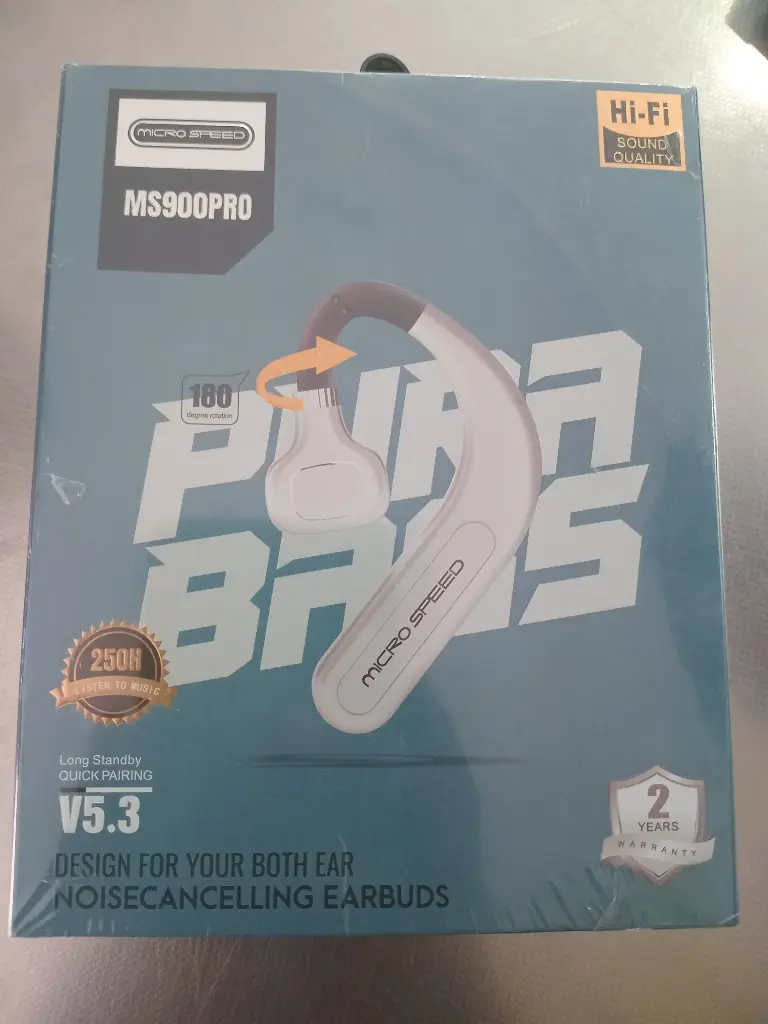 MICRO SPEED
MS900PRO
Hi-Fi
SOUND
QUALITY
180
degree rotation
PURA
BASS
MICRO SPEED
250H
LISTEN TO MUSIC
Long Standby
QUICK PAIRING
V5.3
2
YEARS
WARRANTY
DESIGN FOR YOUR BOTH EAR
NOISECANCELLING EARBUDS